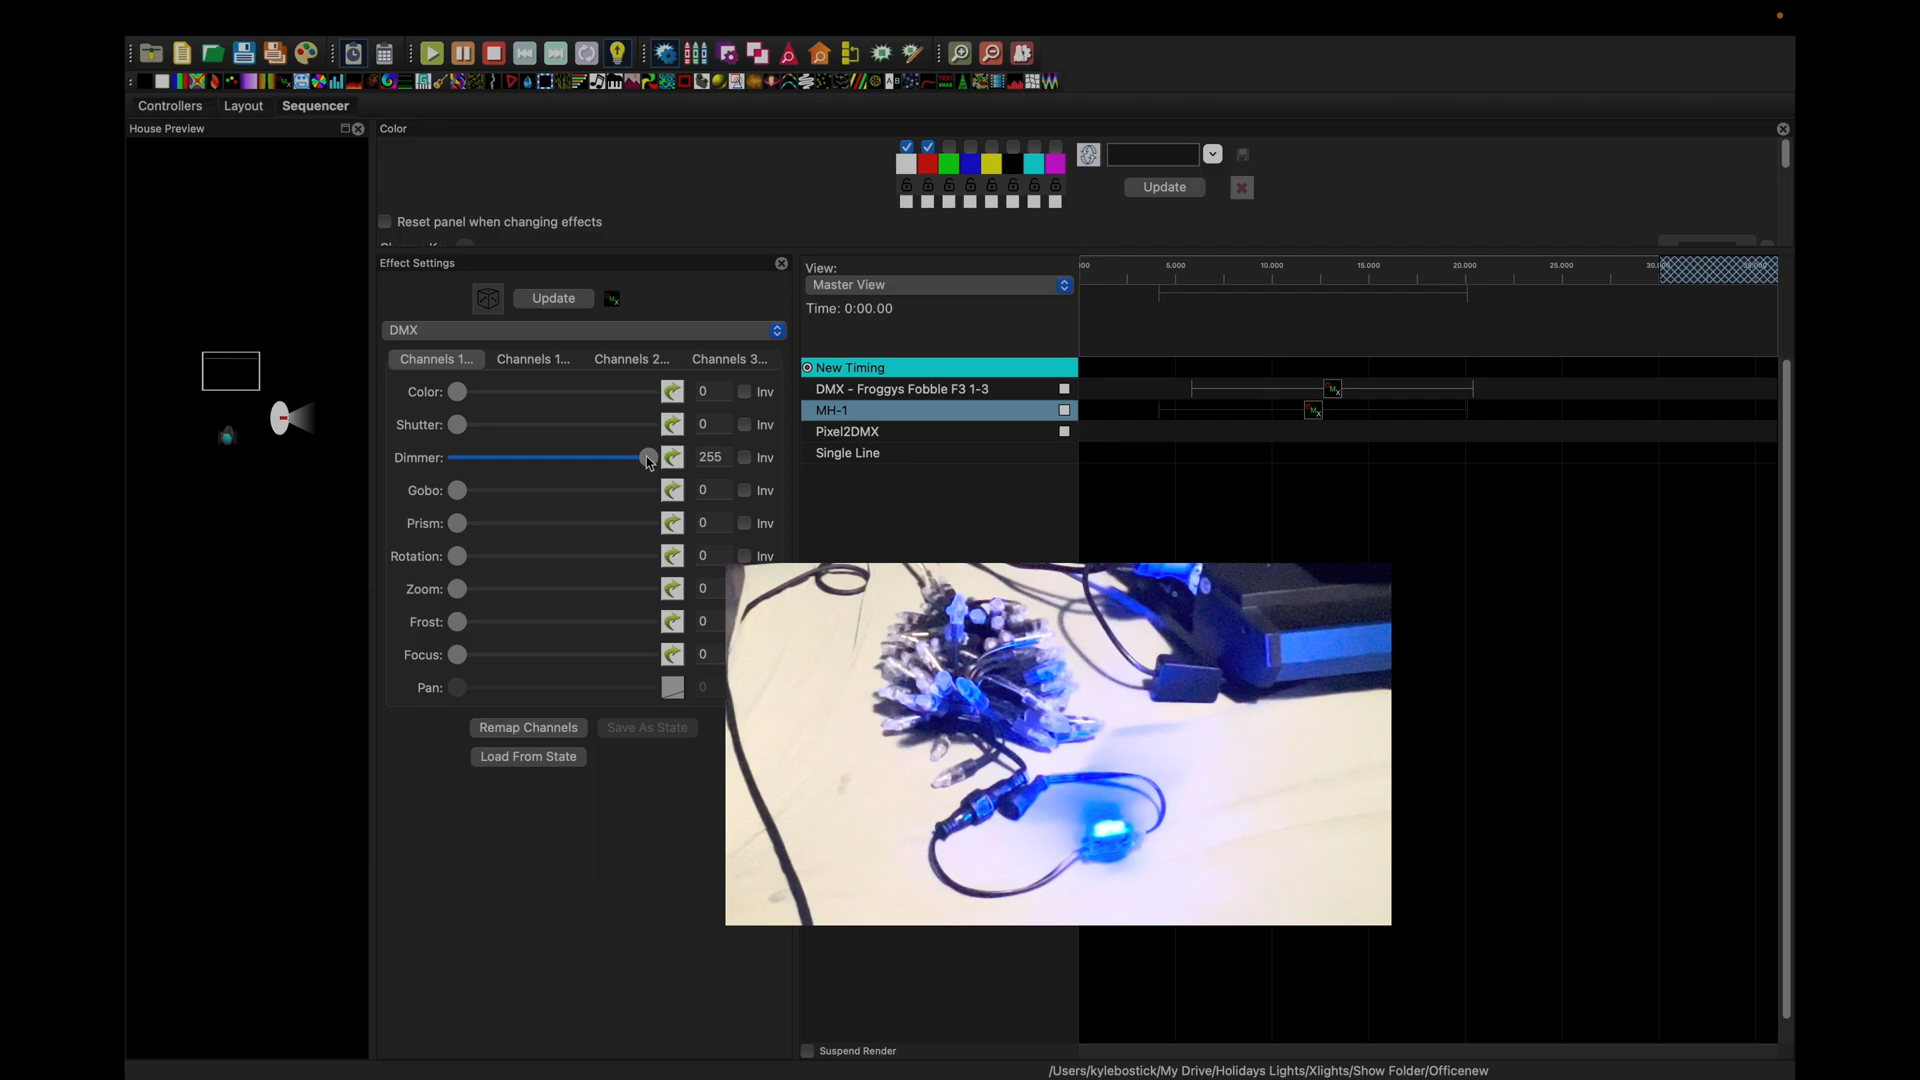 Controllers Layout Sequencer
House Preview
Color
Update
Reset panel when changing effects
Effect Settings
Update
DMX
Channels 1... Channels 1... Channels 2... Channels 3...
Color: 0 Inv
Shutter: 0 Inv
Dimmer: 255 Inv
Gobo: 0 Inv
Prism: 0 Inv
Rotation: 0 Inv
Zoom: 0
Frost: 0
Focus: 0
Pan: 0
Remap Channels Save As State
Load From State
View:
Master View
Time: 0:00.00
5.000 10.000 15.000 20.000 25.000
New Timing
DMX - Froggys Fobble F3 1-3
MH-1
Pixel2DMX
Single Line
Suspend Render
/Users/kylebostick/My Drive/Holidays Lights/Xlights/Show Folder/Officenew